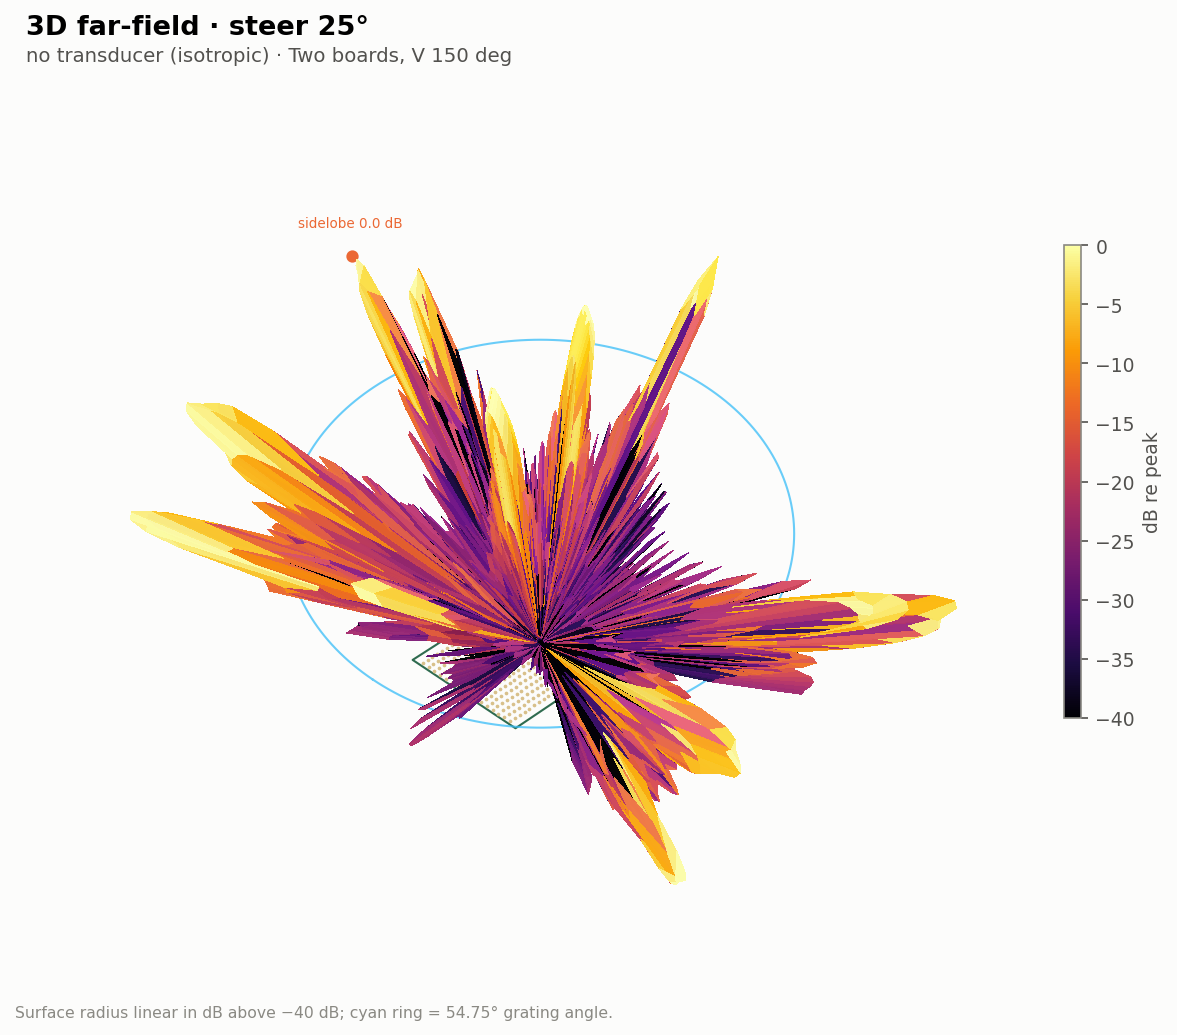 3D far-field · steer 25°
no transducer (isotropic) · Two boards, V 150 deg
sidelobe 0.0 dB
0
−5
−10
−15
−20
−25
−30
−35
−40
dB re peak
Surface radius linear in dB above −40 dB; cyan ring = 54.75° grating angle.